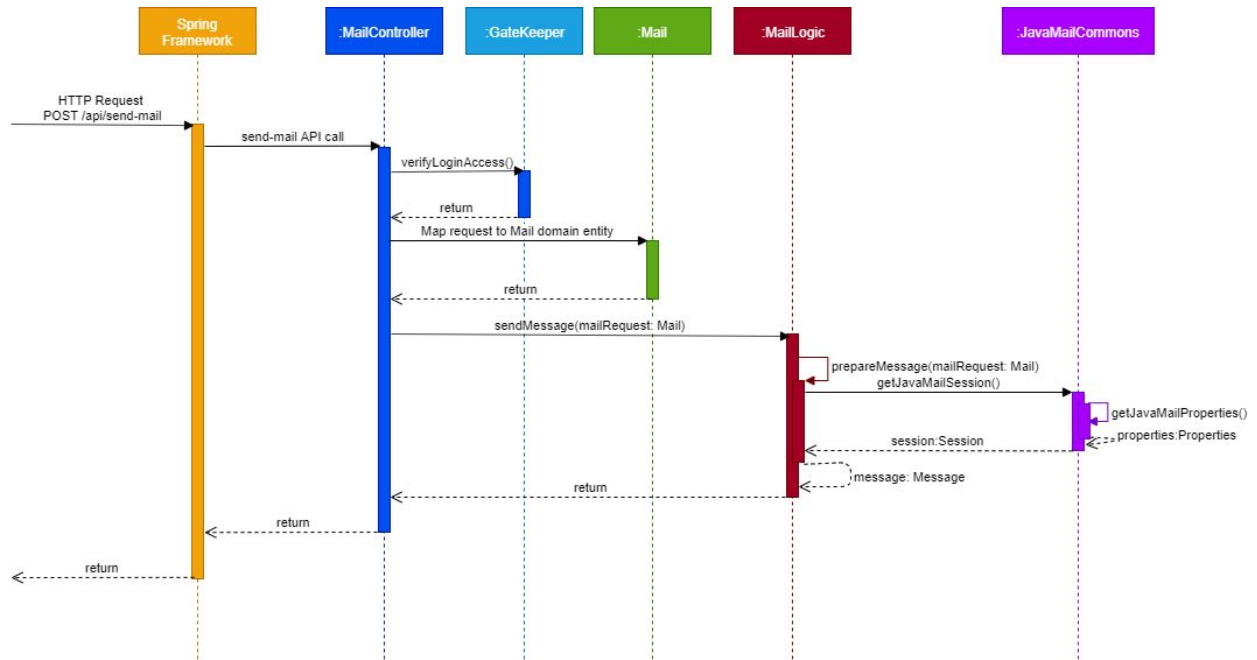 Spring
Framework
:MailController
:GateKeeper
:Mail
:MailLogic
:JavaMailCommons
HTTP Request
POST /api/send-mail
send-mail API call
verifyLoginAccess()
return
Map request to Mail domain entity
return
sendMessage(mailRequest: Mail)
prepareMessage(mailRequest: Mail)
getJavaMailSession()
getJavaMailProperties()
properties:Properties
session:Session
message: Message
return
return
return